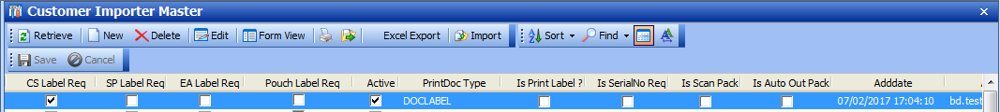 Customer Importer Master
Retrieve New Delete Edit Form View Excel Export Import Sort Find
Save Cancel
CS Label Req SP Label Req EA Label Req Pouch Label Req Active PrintDoc Type Is Print Label ? Is SerialNo Req Is Scan Pack Is Auto Out Pack Adddate
DOCLABEL 07/02/2017 17:04:10 bd.test